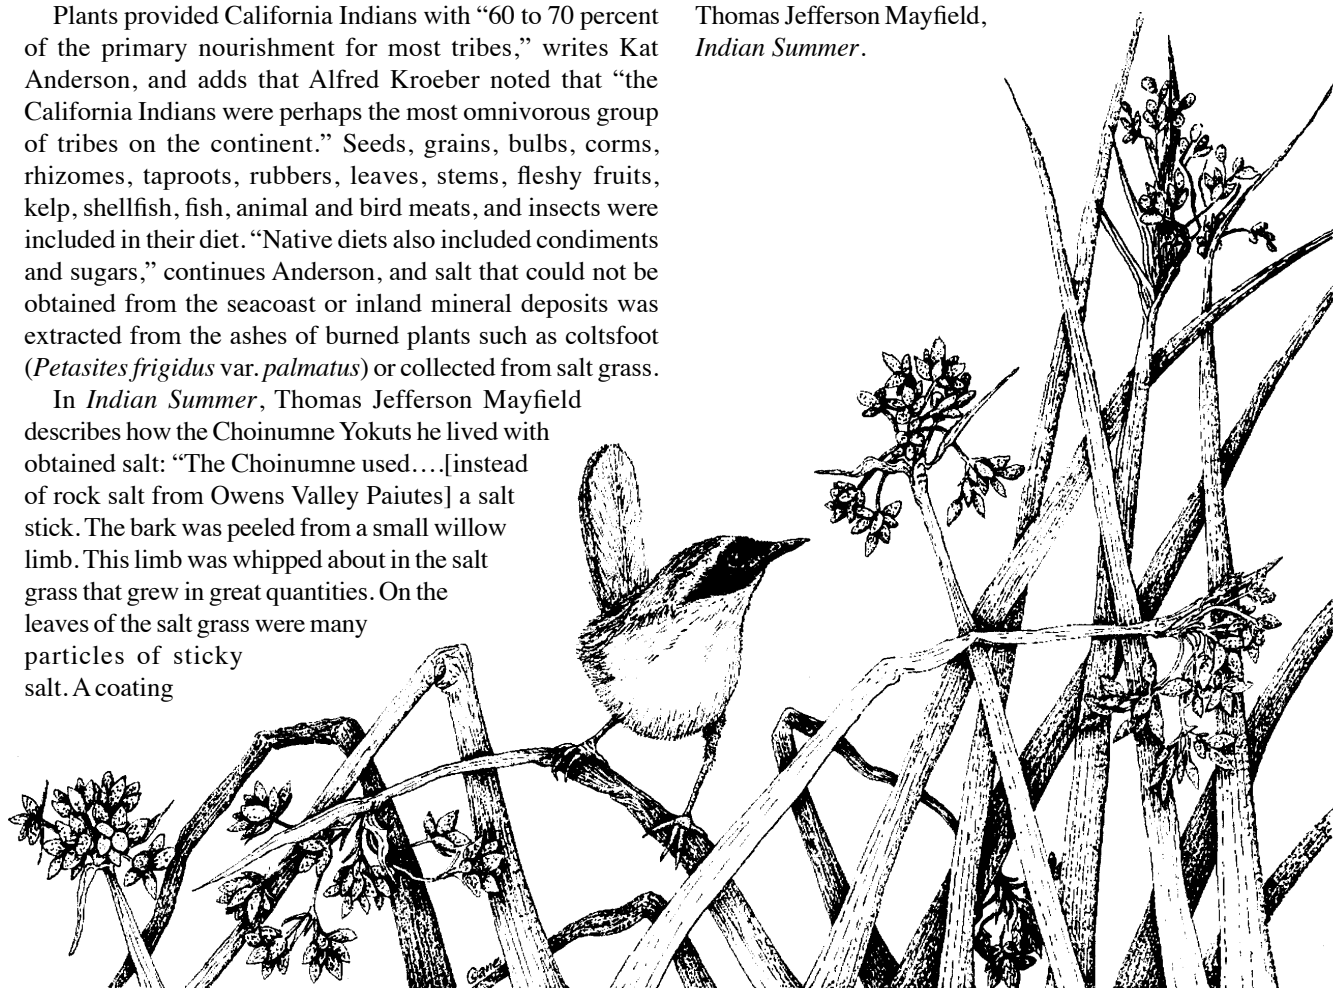 Plants provided California Indians with “60 to 70 percent
of the primary nourishment for most tribes,” writes Kat
Anderson, and adds that Alfred Kroeber noted that “the
California Indians were perhaps the most omnivorous group
of tribes on the continent.” Seeds, grains, bulbs, corms,
rhizomes, taproots, rubbers, leaves, stems, fleshy fruits,
kelp, shellfish, fish, animal and bird meats, and insects were
included in their diet. “Native diets also included condiments
and sugars,” continues Anderson, and salt that could not be
obtained from the seacoast or inland mineral deposits was
extracted from the ashes of burned plants such as coltsfoot
(Petasites frigidus var. palmatus) or collected from salt grass.
In Indian Summer, Thomas Jefferson Mayfield
describes how the Choinumne Yokuts he lived with
obtained salt: “The Choinumne used….[instead
of rock salt from Owens Valley Paiutes] a salt
stick. The bark was peeled from a small willow
limb. This limb was whipped about in the salt
grass that grew in great quantities. On the
leaves of the salt grass were many
particles of sticky
salt. A coating
Thomas Jefferson Mayfield,
Indian Summer.